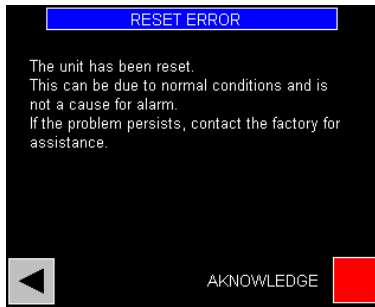 RESET ERROR
The unit has been reset.
This can be due to normal conditions and is
not a cause for alarm.
If the problem persists, contact the factory for
assistance.
AKNOWLEDGE